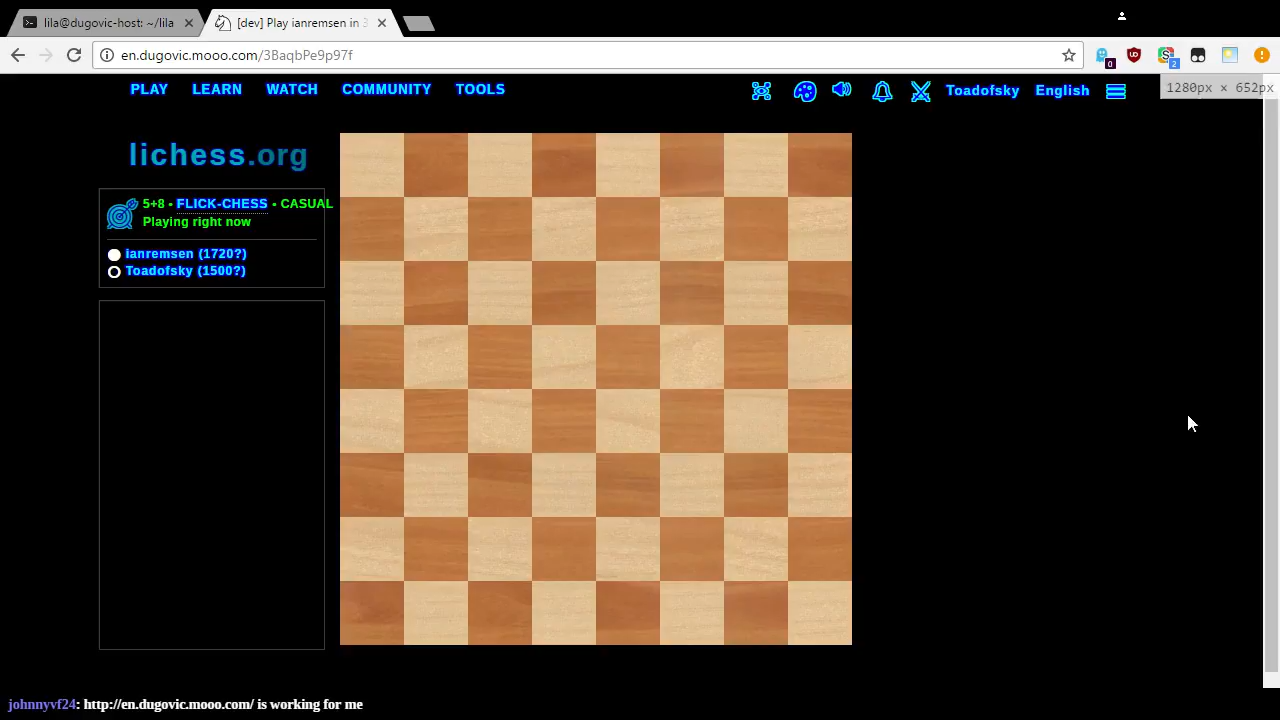 lila@dugovic-host: ~/lila
[dev] Play ianremsen in 3
en.dugovic.mooo.com/3BaqbPe9p97f
0
2
PLAY LEARN WATCH COMMUNITY TOOLS
Toadofsky English
1280px × 652px
lichess.org
5+8 • FLICK-CHESS • CASUAL
Playing right now
ianremsen (1720?)
Toadofsky (1500?)
johnnyvf24: http://en.dugovic.mooo.com/ is working for me